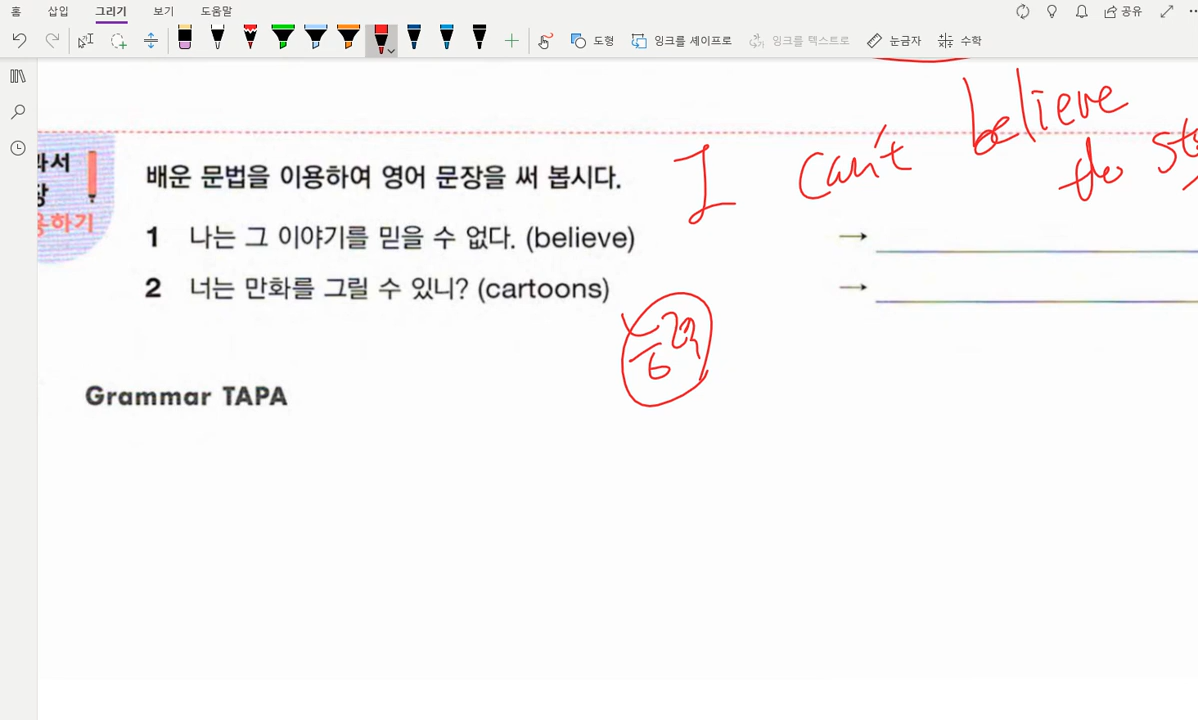 홈 삽입 그리기 보기 도움말 공유
도형 잉크를 셰이프로 잉크를 텍스트로 눈금자 수학
believe
I can't
배운 문법을 이용하여 영어 문장을 써 봅시다.
1 나는 그 이야기를 믿을 수 없다. (believe) →
2 너는 만화를 그릴 수 있니? (cartoons) →
Grammar TAPA